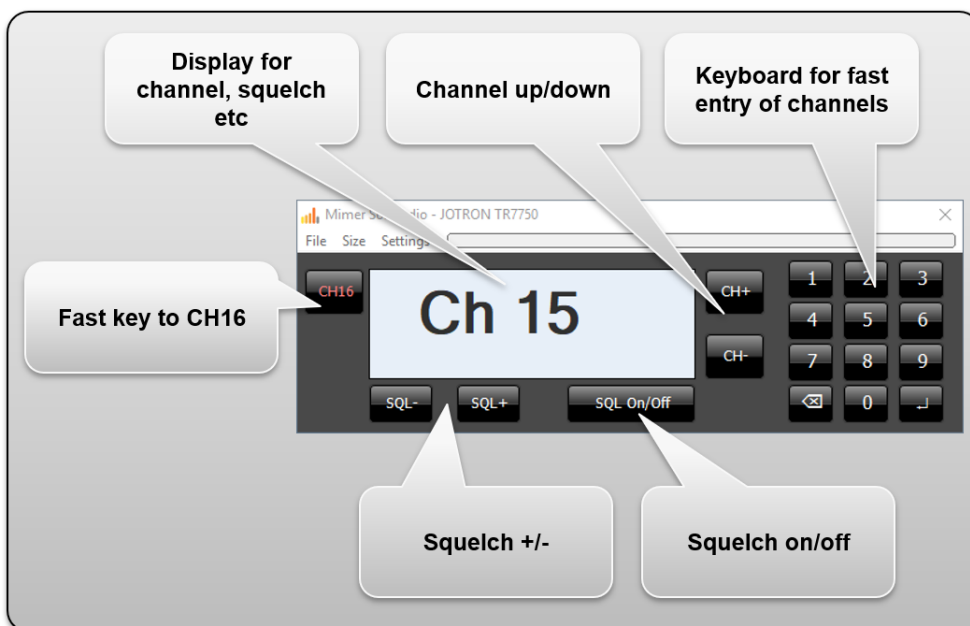 Display for
channel, squelch
etc
Channel up/down
Keyboard for fast
entry of channels
Mimer So
dio - JOTRON TR7750
File Size Settings
CH16
Ch 15
CH+
CH-
1 2 3
4 5 6
7 8 9
0
SQL-
SQL+
SQL On/Off
Fast key to CH16
Squelch +/-
Squelch on/off